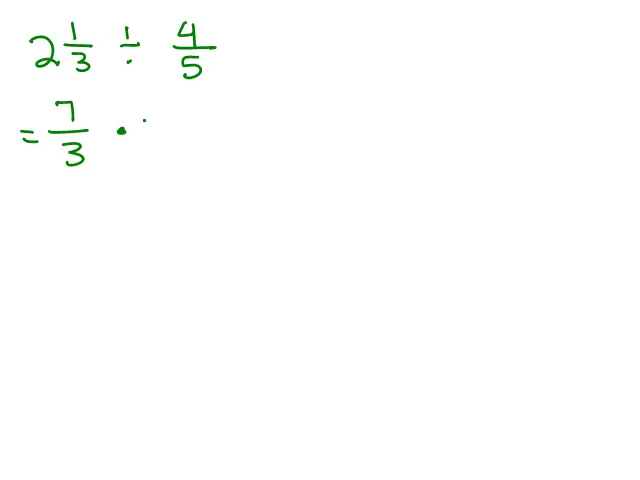 2 1/3 ÷ 4/5
= 7/3 ·